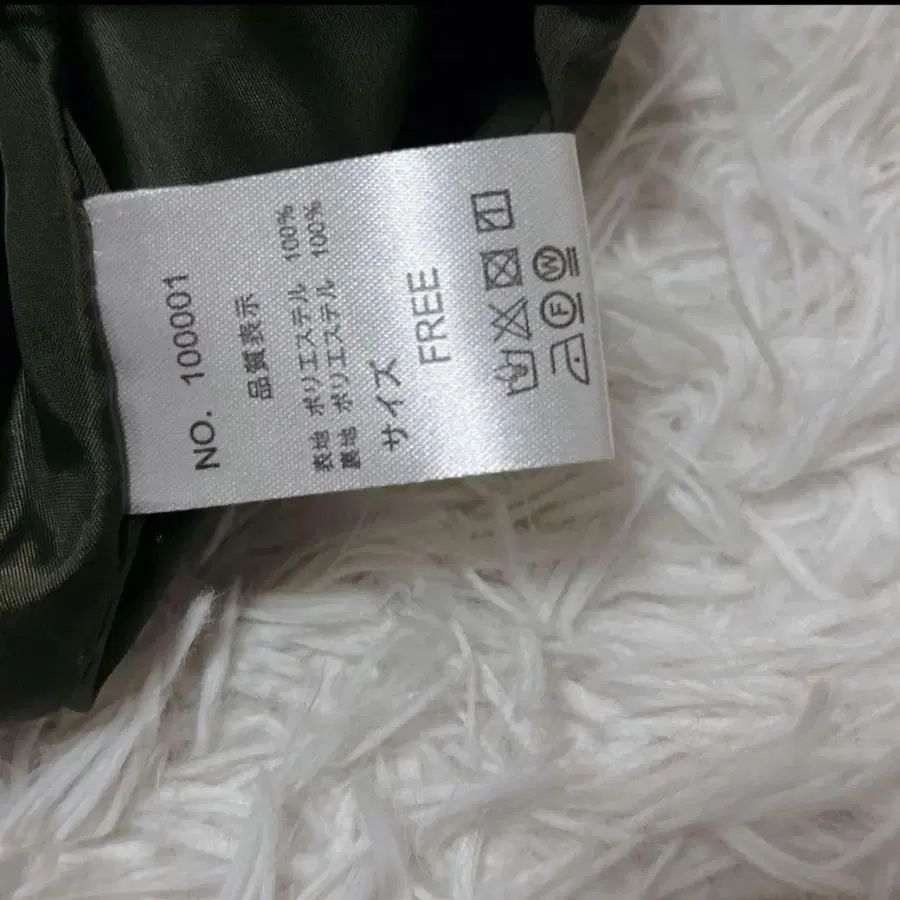 NO. 100001
品質表示
表地 ポリエステル 100%
裏地 ポリエステル 100%
サイズ
FREE
F W